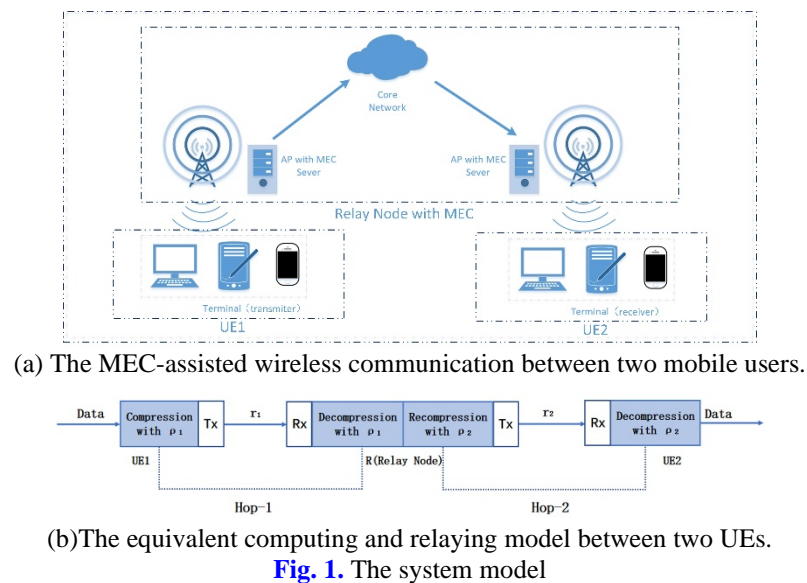 Core
Network
AP with MEC
Sever
AP with MEC
Sever
Relay Node with MEC
Terminal（transmiter）
UE1
Terminal（receiver）
UE2
(a) The MEC-assisted wireless communication between two mobile users.
Data
Compression
with ρ₁
Tx
r₁
Rx
Decompression
with ρ₁
Recompression
with ρ₂
Tx
r₂
Rx
Decompression
with ρ₂
Data
UE1
R(Relay Node)
UE2
Hop-1
Hop-2
(b)The equivalent computing and relaying model between two UEs.
Fig. 1. The system model